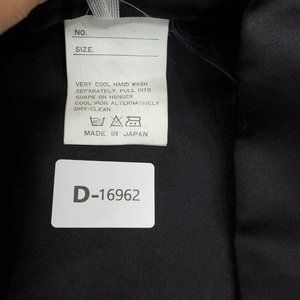 NO.
SIZE.
VERY COOL HAND WASH
SEPARATELY, PULL INTO
SHAPE ON HANGER
COOL IRON ALTERNATIVELY
DRY-CLEAN
MADE IN JAPAN
D-16962